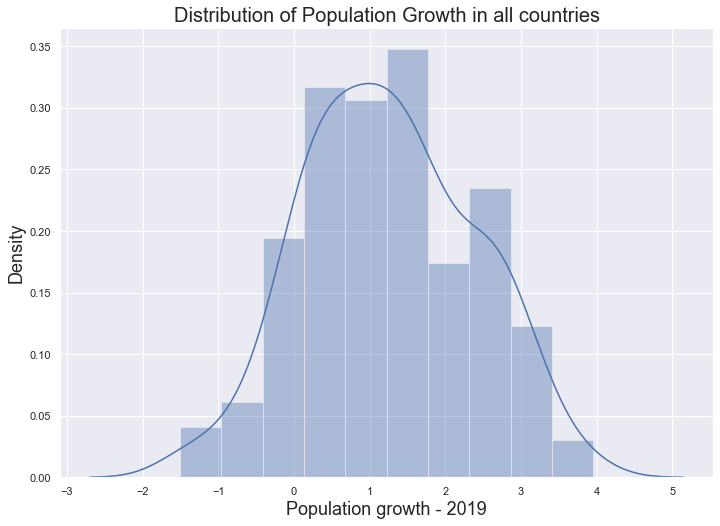 Distribution of Population Growth in all countries
Density
0.35
0.30
0.25
0.20
0.15
0.10
0.05
0.00
−3 −2 −1 0 1 2 3 4 5
Population growth - 2019